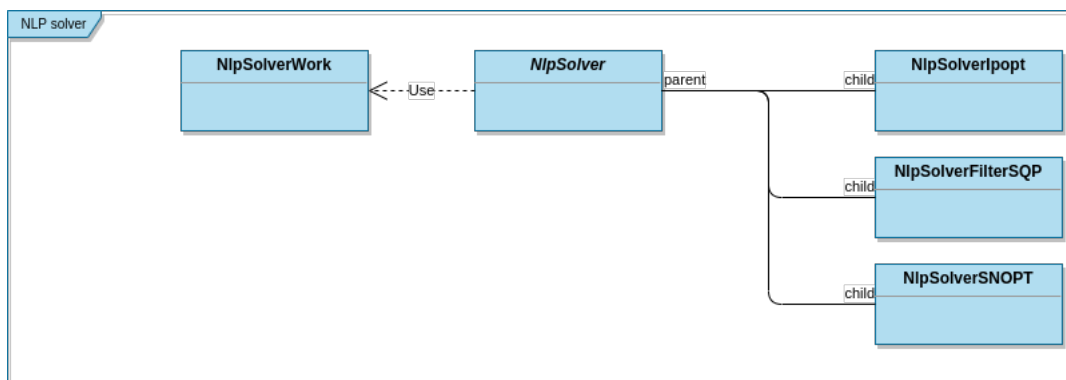 NLP solver
NlpSolverWork
NlpSolver
NlpSolverIpopt
Use
parent
child
NlpSolverFilterSQP
child
NlpSolverSNOPT
child